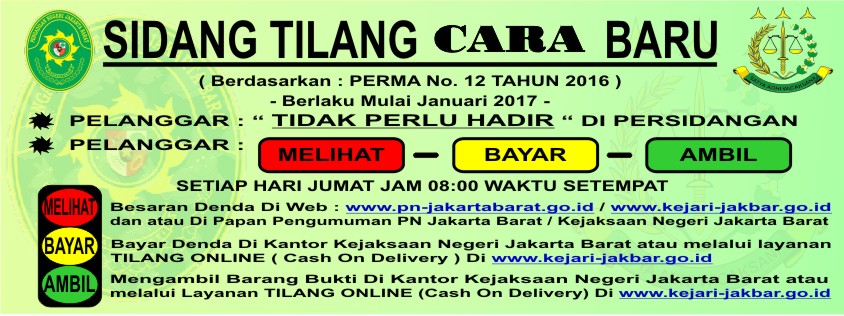 SIDANG TILANG CARA BARU
( Berdasarkan : PERMA No. 12 TAHUN 2016 )
- Berlaku Mulai Januari 2017 -
PELANGGAR : “ TIDAK PERLU HADIR “ DI PERSIDANGAN
PELANGGAR : MELIHAT – BAYAR – AMBIL
SETIAP HARI JUMAT JAM 08:00 WAKTU SETEMPAT
MELIHAT
Besaran Denda Di Web : www.pn-jakartabarat.go.id / www.kejari-jakbar.go.id
dan atau Di Papan Pengumuman PN Jakarta Barat / Kejaksaan Negeri Jakarta Barat
BAYAR
Bayar Denda Di Kantor Kejaksaan Negeri Jakarta Barat atau melalui layanan
TILANG ONLINE ( Cash On Delivery ) Di www.kejari-jakbar.go.id
AMBIL
Mengambil Barang Bukti Di Kantor Kejaksaan Negeri Jakarta Barat atau
melalui Layanan TILANG ONLINE (Cash On Delivery) Di www.kejari-jakbar.go.id